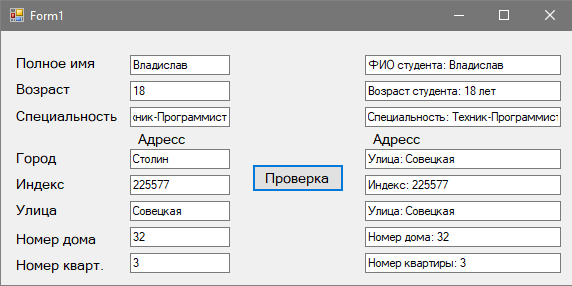 Form1
Полное имя Владислав ФИО студента: Владислав
Возраст 18 Возраст студента: 18 лет
Специальность хник-Программист Специальность: Техник-Программист
Адресс Адресс
Город Столин Улица: Совецкая
Индекс 225577 Индекс: 225577
Проверка
Улица Совецкая Улица: Совецкая
Номер дома 32 Номер дома: 32
Номер кварт. 3 Номер квартиры: 3